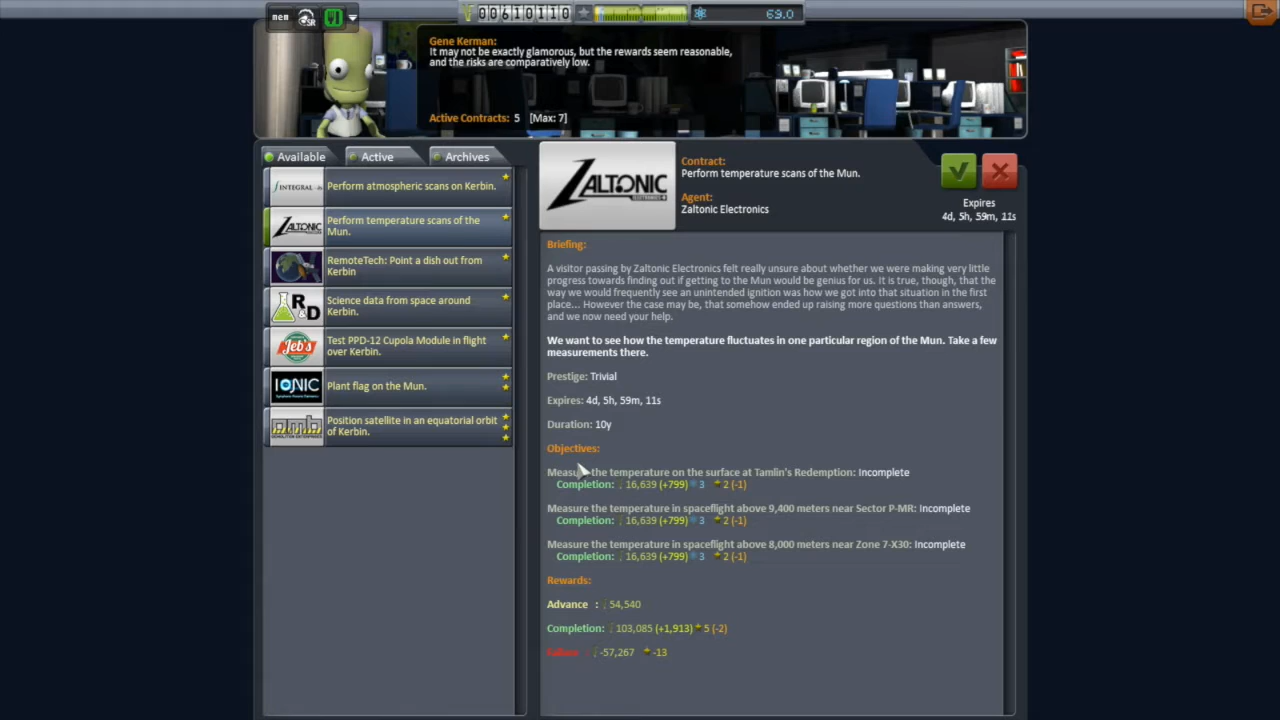 men
SR
00610110
69.0
Gene Kerman:
It may not be exactly glamorous, but the rewards seem reasonable,
and the risks are comparatively low.
Active Contracts: 5 [Max: 7]
Available
Active
Archives
INTEGRAL
Perform atmospheric scans on Kerbin.
ZALTONIC
Perform temperature scans of the
Mun.
RemoteTech: Point a dish out from
Kerbin
R&D
Science data from space around
Kerbin.
Jeb's
Test PPD-12 Cupola Module in flight
over Kerbin.
IONIC
Plant flag on the Mun.
Position satellite in an equatorial orbit
of Kerbin.
ZALTONIC
ELECTRONICS
Contract:
Perform temperature scans of the Mun.
Agent:
Zaltonic Electronics
Expires
4d, 5h, 59m, 11s
Briefing:
A visitor passing by Zaltonic Electronics felt really unsure about whether we were making very little
progress towards finding out if getting to the Mun would be genius for us. It is true, though, that the
way we would frequently see an unintended ignition was how we got into that situation in the first
place... However the case may be, that somehow ended up raising more questions than answers,
and we now need your help.
We want to see how the temperature fluctuates in one particular region of the Mun. Take a few
measurements there.
Prestige: Trivial
Expires: 4d, 5h, 59m, 11s
Duration: 10y
Objectives:
Measure the temperature on the surface at Tamlin's Redemption: Incomplete
Completion: 16,639 (+799) 3 2 (-1)
Measure the temperature in spaceflight above 9,400 meters near Sector P-MR: Incomplete
Completion: 16,639 (+799) 3 2 (-1)
Measure the temperature in spaceflight above 8,000 meters near Zone 7-X30: Incomplete
Completion: 16,639 (+799) 3 2 (-1)
Rewards:
Advance : 54,540
Completion: 103,085 (+1,913) 5 (-2)
Failure : -57,267 -13